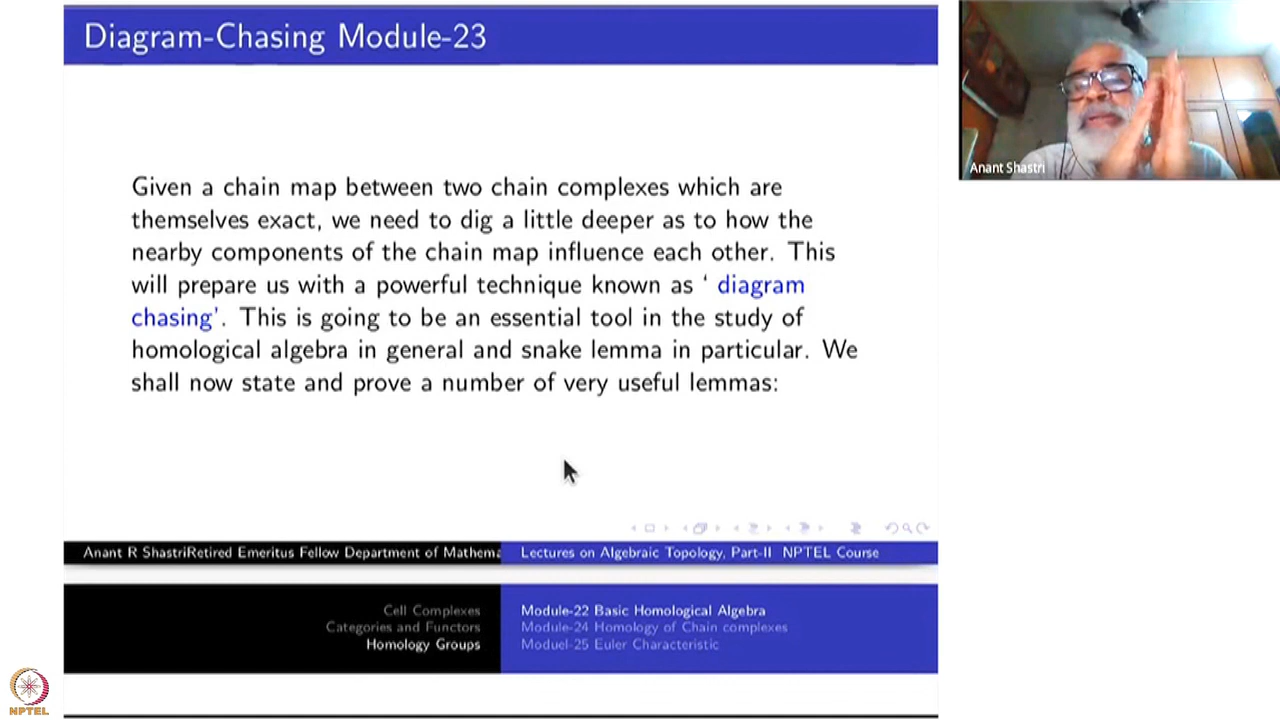 Diagram-Chasing Module-23
Anant Shastri
Given a chain map between two chain complexes which are
themselves exact, we need to dig a little deeper as to how the
nearby components of the chain map influence each other. This
will prepare us with a powerful technique known as ‘ diagram
chasing’. This is going to be an essential tool in the study of
homological algebra in general and snake lemma in particular. We
shall now state and prove a number of very useful lemmas:
Anant R ShastriRetired Emeritus Fellow Department of Mathema
Lectures on Algebraic Topology, Part-II NPTEL Course
Cell Complexes
Categories and Functors
Homology Groups
Module-22 Basic Homological Algebra
Module-24 Homology of Chain complexes
Moduel-25 Euler Characteristic
NPTEL